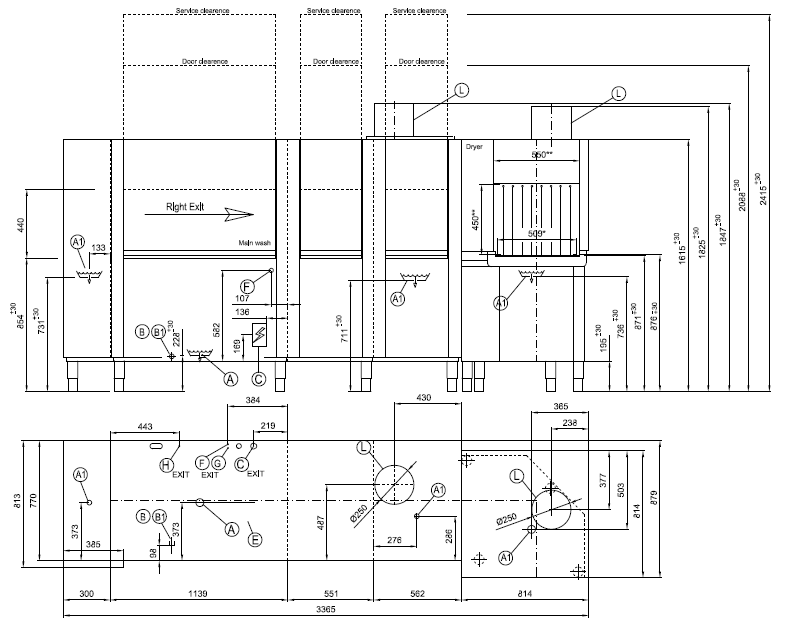 Service clearence Service clearence Service clearence
Door clearence Door clearence Door clearence
L L
Dryer
550**
Right Exit
440
450**
509*
A1
133
Main wash
F
107
136
A1
A1
854 ±30
731 ±30
B B1
228 ±30
582
169
711 ±30
195 ±30
736 ±30
871 ±30
876 ±30
1615 ±30
1825 ±30
1847 ±30
2088 ±30
2415 ±30
A
C
384
430
365
443
219
238
H
EXIT
F G
EXIT
C
EXIT
L
L
A1
A1
813
770
373
B B1
98
373
A
E
487
Ø250
276
286
Ø250
A1
377
503
814
879
385
300
1139
551
562
814
3365